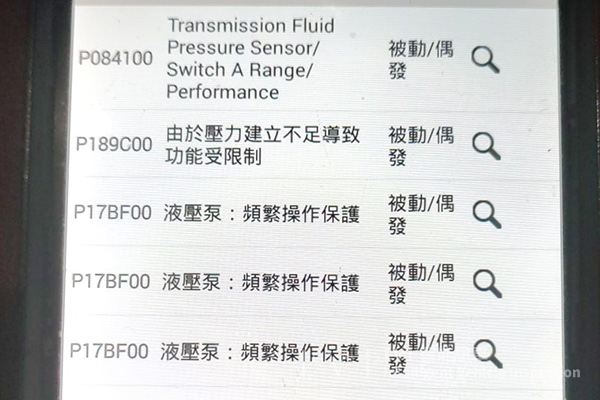 Transmission Fluid
Pressure Sensor/
P084100 Switch A Range/ 被動/偶
Performance 發
P189C00 由於壓力建立不足導致 被動/偶
功能受限制 發
P17BF00 液壓泵：頻繁操作保護 被動/偶
發
P17BF00 液壓泵：頻繁操作保護 被動/偶
發
P17BF00 液壓泵：頻繁操作保護 被動/偶
發